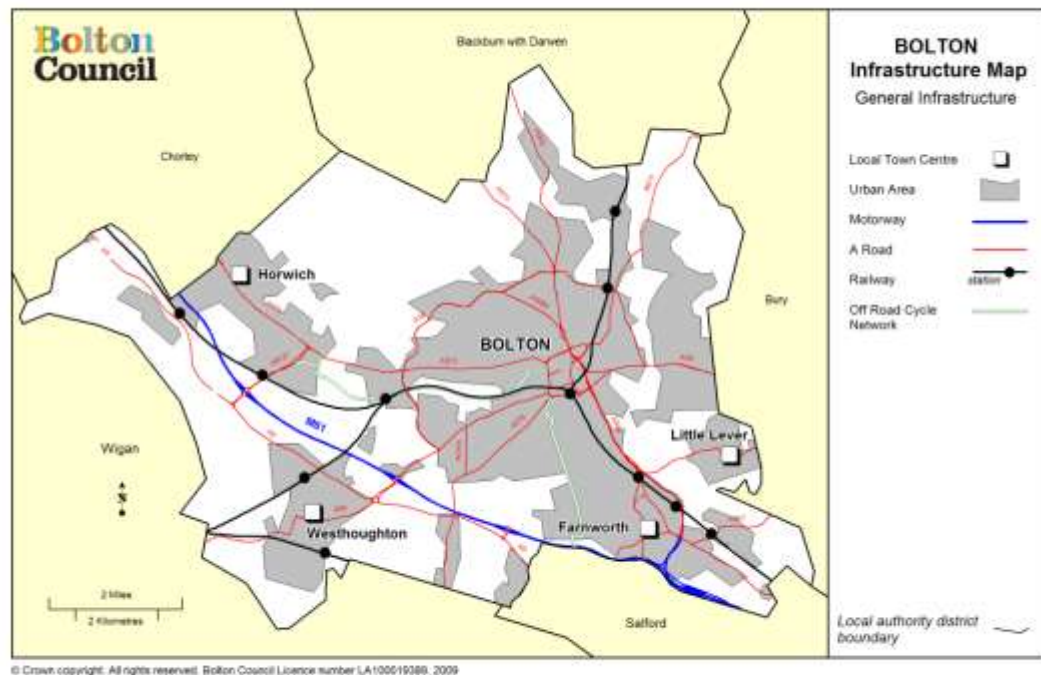 Bolton
Council
Blackburn with Darwen
Chorley
Horwich
BOLTON
Bury
Little Lever
M61
Wigan
N
Westhoughton
Farnworth
2 Miles
2 Kilometres
Salford
BOLTON
Infrastructure Map
General Infrastructure
Local Town Centre
Urban Area
Motorway
A Road
Railway
station
Off Road Cycle
Network
Local authority district
boundary
© Crown copyright. All rights reserved. Bolton Council Licence number LA100019389, 2009